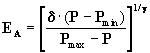 E_A = [δ·(P − P_min) / (P_max − P)]^{1/γ}